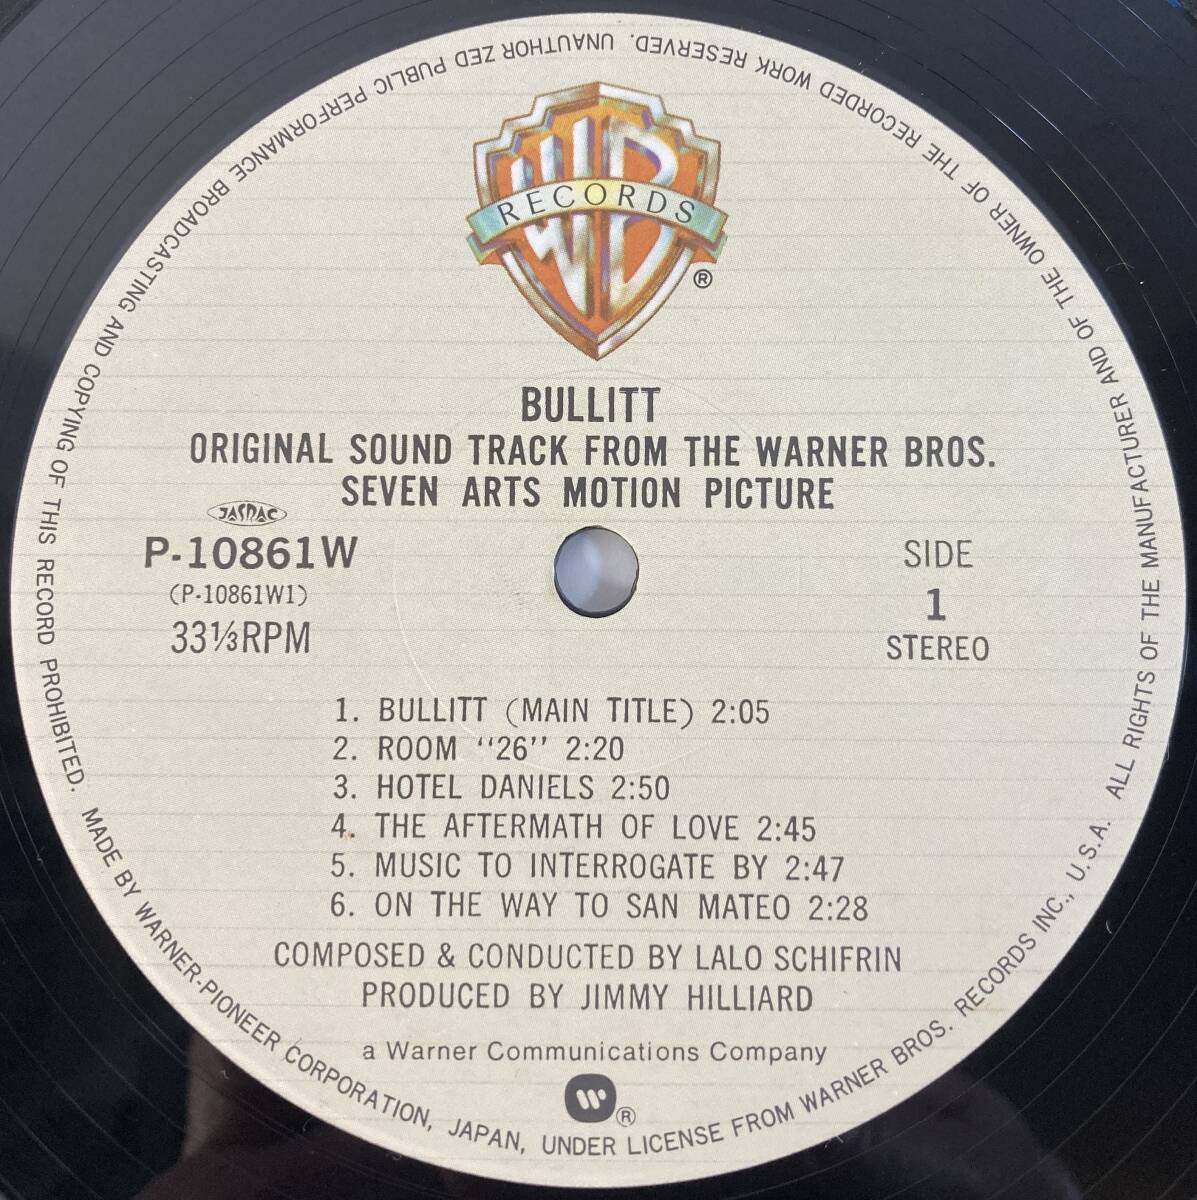 WB
RECORDS
®
BULLITT
ORIGINAL SOUND TRACK FROM THE WARNER BROS.
SEVEN ARTS MOTION PICTURE
JASRAC
P-10861W
(P-10861W1)
33⅓RPM
SIDE
1
STEREO
1. BULLITT (MAIN TITLE) 2:05
2. ROOM "26" 2:20
3. HOTEL DANIELS 2:50
4. THE AFTERMATH OF LOVE 2:45
5. MUSIC TO INTERROGATE BY 2:47
6. ON THE WAY TO SAN MATEO 2:28
COMPOSED & CONDUCTED BY LALO SCHIFRIN
PRODUCED BY JIMMY HILLIARD
a Warner Communications Company
W ®
MADE BY WARNER-PIONEER CORPORATION, JAPAN, UNDER LICENSE FROM WARNER BROS. RECORDS INC., U.S.A. ALL RIGHTS OF THE MANUFACTURER AND OF THE OWNER OF THE RECORDED WORK RESERVED. UNAUTHOR ZED PUBLIC PERFORMANCE, BROADCASTING AND COPYING OF THIS RECORD PROHIBITED.